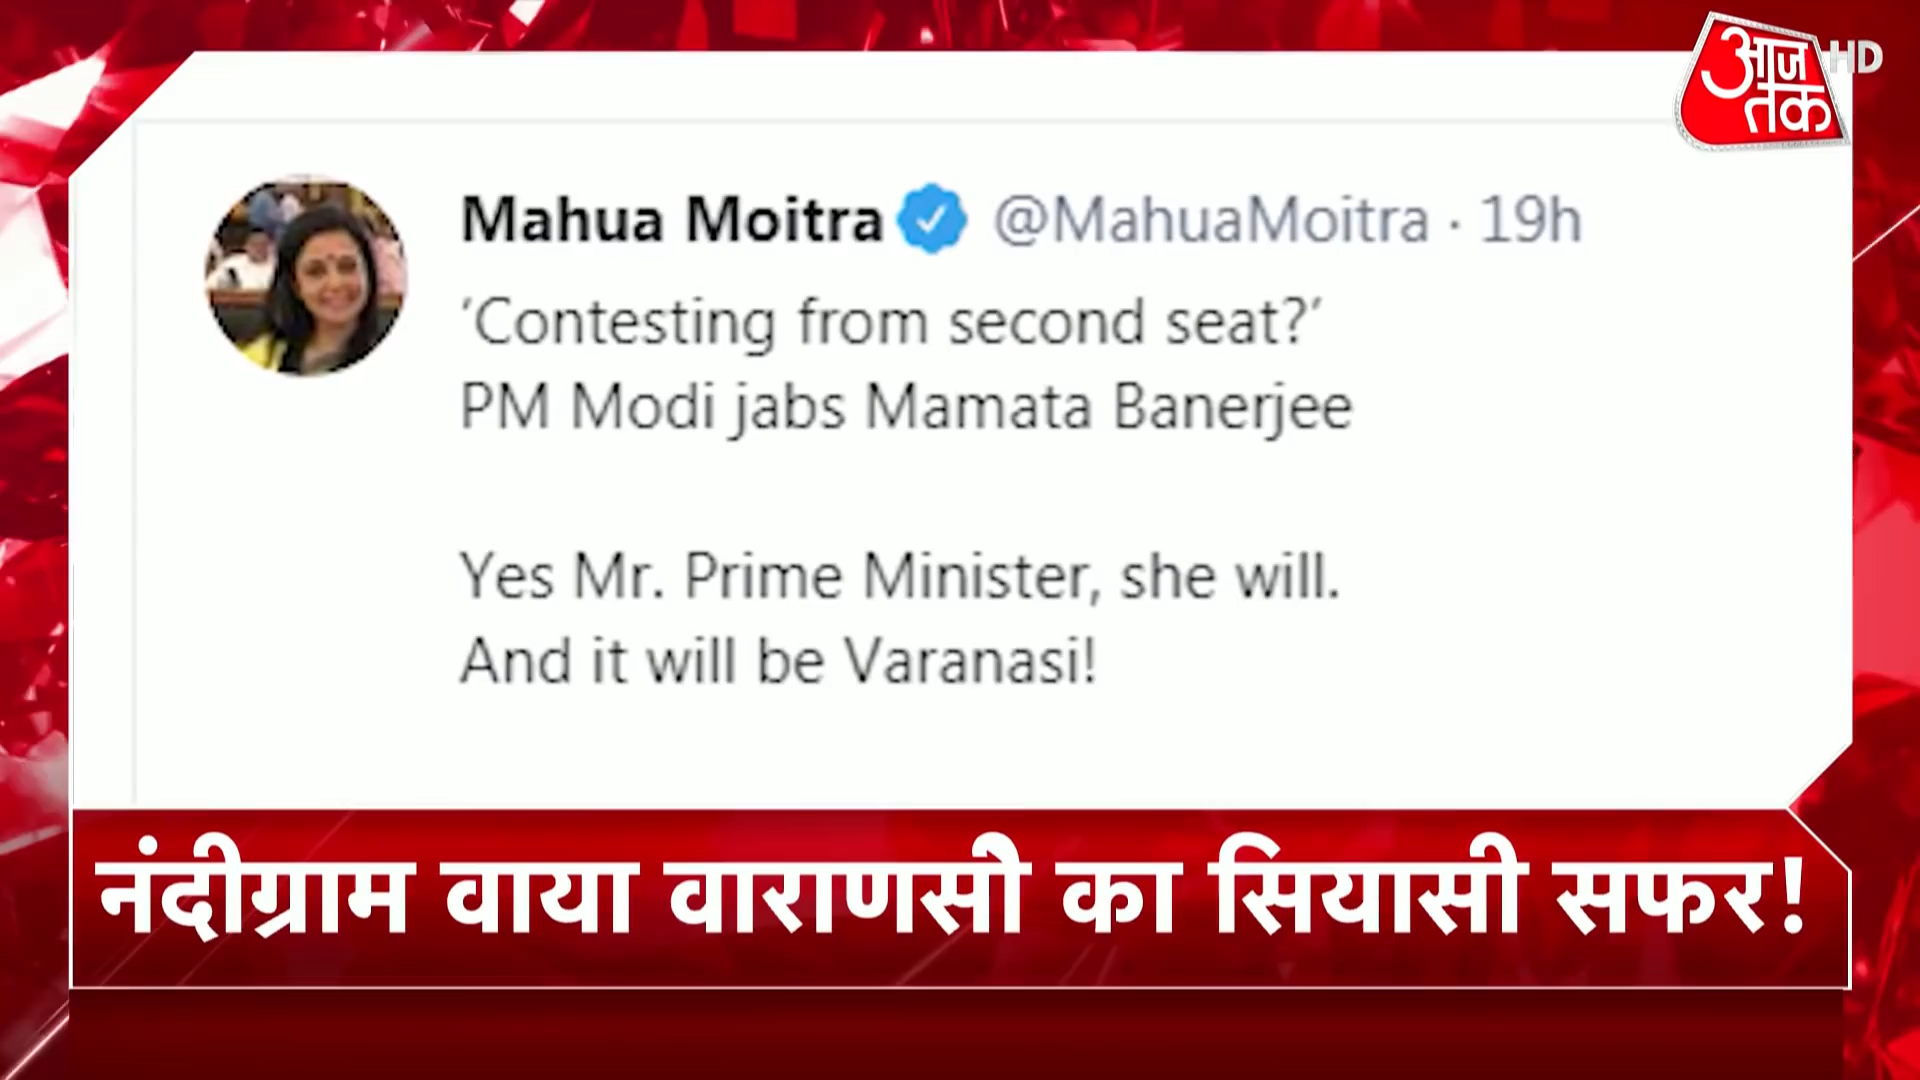 आज तक HD
Mahua Moitra @MahuaMoitra · 19h
‘Contesting from second seat?’
PM Modi jabs Mamata Banerjee
Yes Mr. Prime Minister, she will.
And it will be Varanasi!
नंदीग्राम वाया वाराणसी का सियासी सफर!